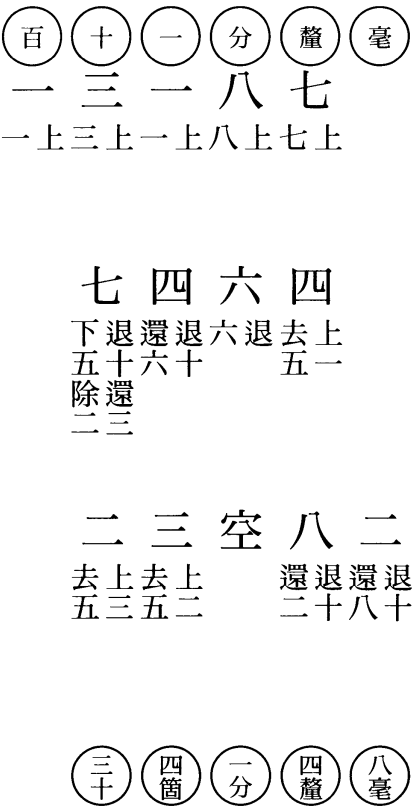 百 十 一 分 釐 毫
一 三 一 八 七
上一 上三 上一 上八 上七
七 四 六 四
退十還三下五除二 退十還六 退六 上一去五
二 三 空 八 二
上三去五 上二去五 退十還二 退十還八
三十 四箇 一分 四釐 八毫